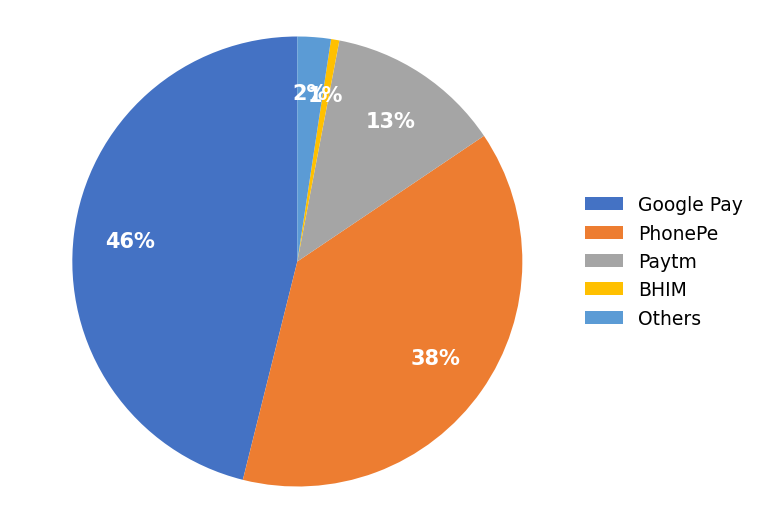 2%
1%
13%
46%
38%
Google Pay
PhonePe
Paytm
BHIM
Others